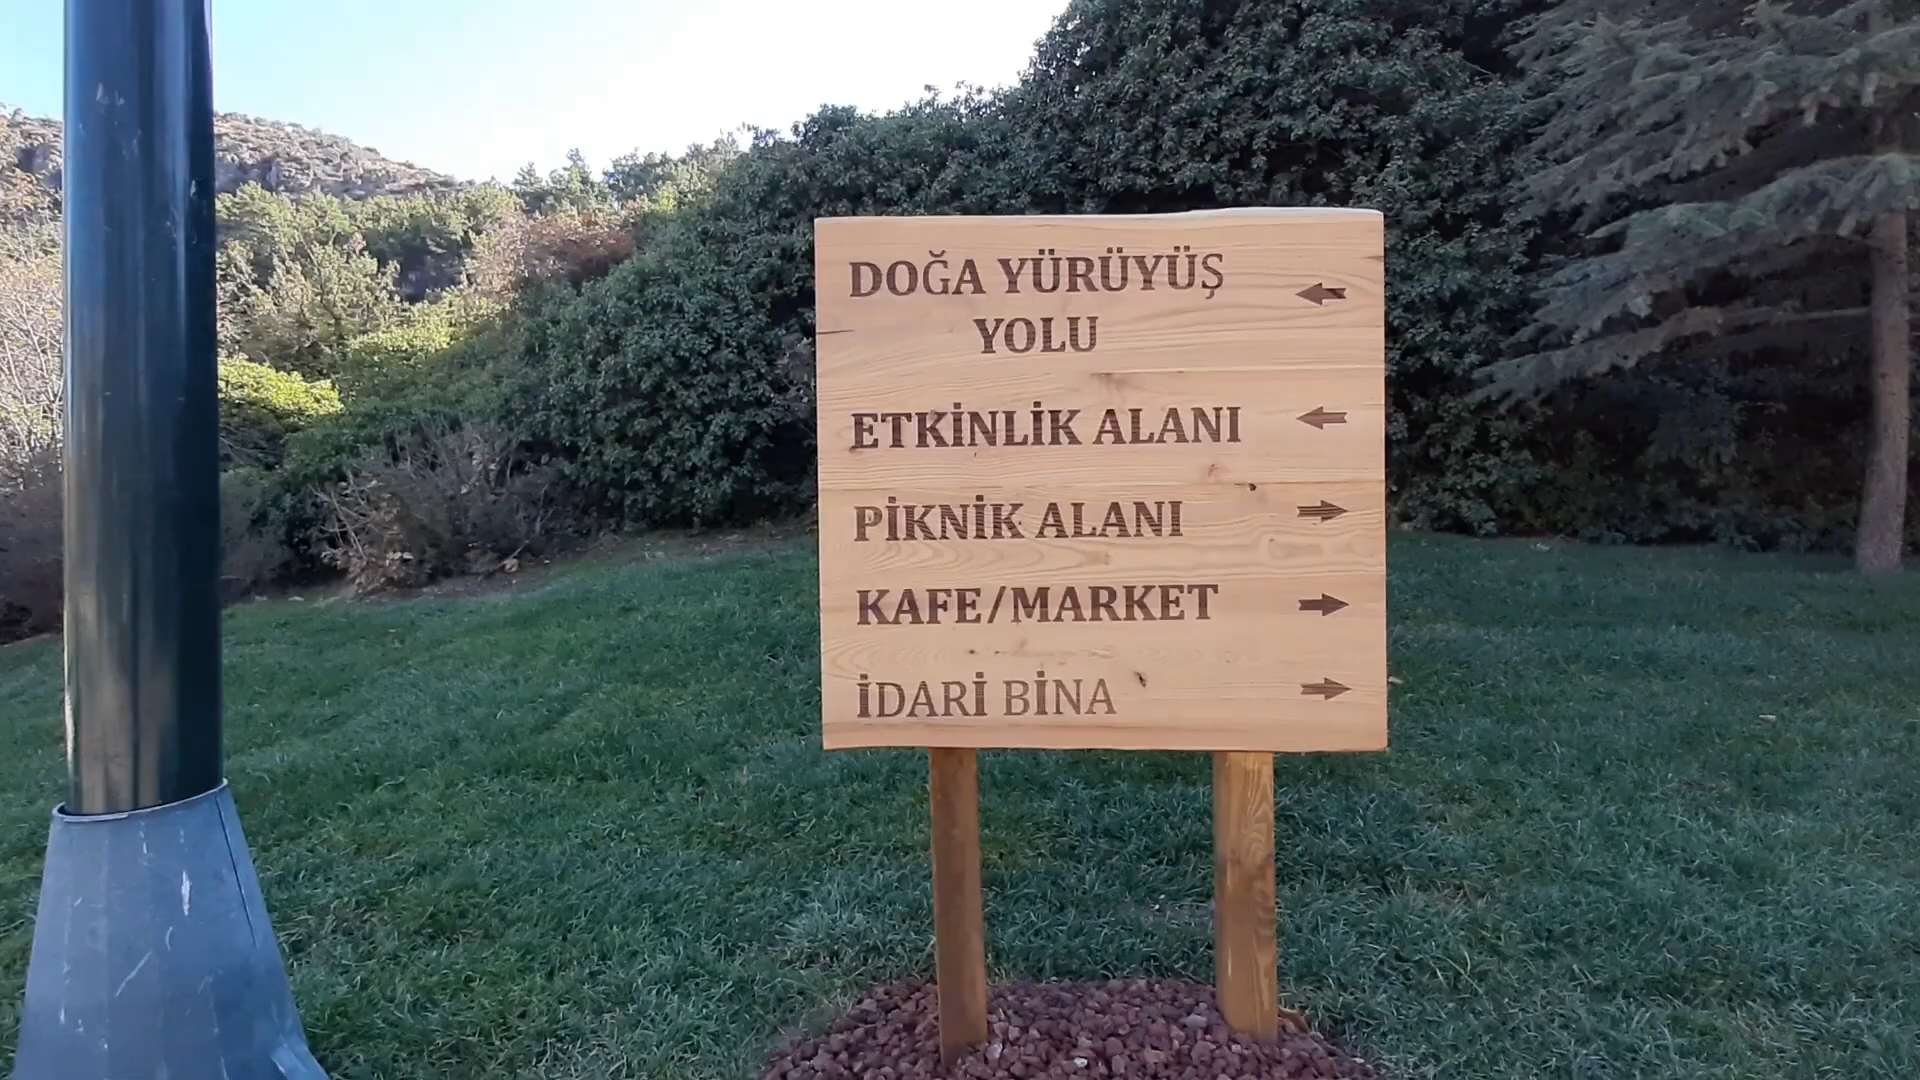 DOĞA YÜRÜYÜŞ
YOLU
ETKİNLİK ALANI
PİKNİK ALANI
KAFE/MARKET
İDARİ BİNA